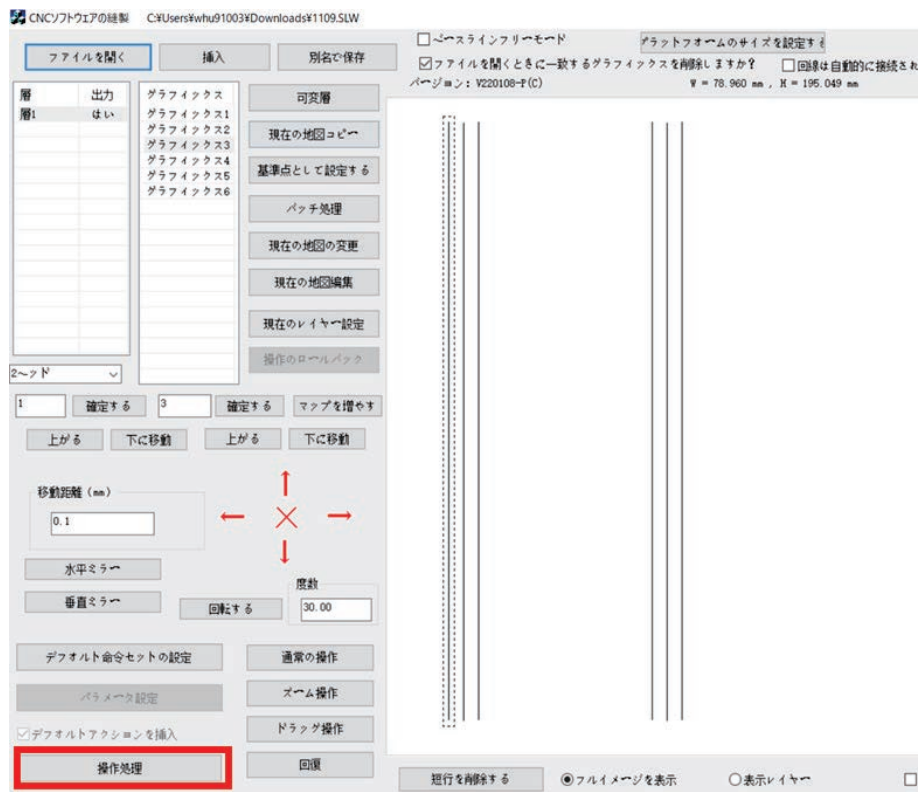 CNCソフトウエアの縫製 C:¥Users¥whu91003¥Downloads¥1109.SLW
ファイルを開く 挿入 別名で保存
ベースラインフリーモード プラットフォームのサイズを設定する
ファイルを開くときに一致するグラフィックスを削除しますか? 回線は自動的に接続され
バージョン: V220108-P(C) W = 78.960 mm , H = 195.049 mm
層 出力
層1 はい
グラフィックス
グラフィックス1
グラフィックス2
グラフィックス3
グラフィックス4
グラフィックス5
グラフィックス6
可変層
現在の地図コピー
基準点として設定する
バッチ処理
現在の地図の変更
現在の地図編集
現在のレイヤー設定
操作のロールバック
2ヘッド
1 確定する 3 確定する マップを増やす
上がる 下に移動 上がる 下に移動
移動距離 (mm)
0.1
水平ミラー
垂直ミラー
回転する
度数
30.00
デフォルト命令セットの設定 通常の操作
パラメータ設定 ズーム操作
デフォルトアクションを挿入 ドラッグ操作
操作処理 回復
短行を削除する フルイメージを表示 表示レイヤー